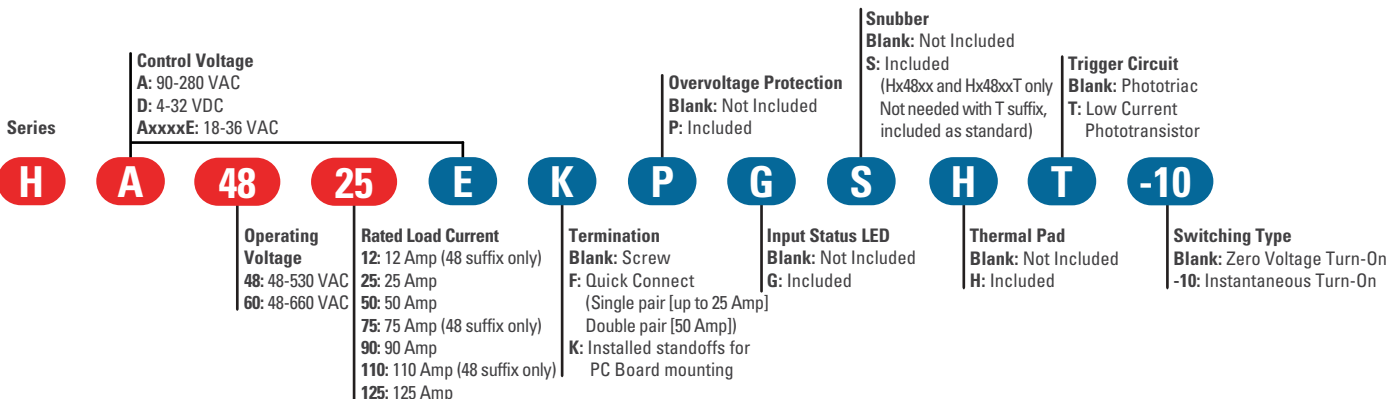 Snubber
Blank: Not Included
S: Included
(Hx48xx and Hx48xxT only
Not needed with T suffix,
included as standard)
Control Voltage
A: 90-280 VAC
D: 4-32 VDC
AxxxxE: 18-36 VAC
Overvoltage Protection
Blank: Not Included
P: Included
Trigger Circuit
Blank: Phototriac
T: Low Current
Phototransistor
Series
H A 48 25 E K P G S H T -10
Operating
Voltage
48: 48-530 VAC
60: 48-660 VAC
Rated Load Current
12: 12 Amp (48 suffix only)
25: 25 Amp
50: 50 Amp
75: 75 Amp (48 suffix only)
90: 90 Amp
110: 110 Amp (48 suffix only)
125: 125 Amp
Termination
Blank: Screw
F: Quick Connect
(Single pair [up to 25 Amp]
Double pair [50 Amp])
K: Installed standoffs for
PC Board mounting
Input Status LED
Blank: Not Included
G: Included
Thermal Pad
Blank: Not Included
H: Included
Switching Type
Blank: Zero Voltage Turn-On
-10: Instantaneous Turn-On